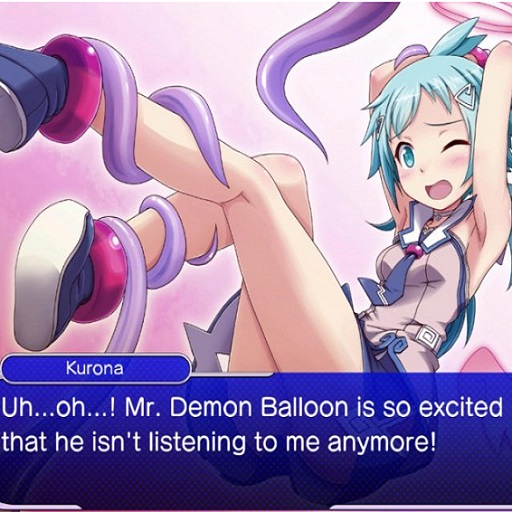 Kurona
Uh...oh...! Mr. Demon Balloon is so excited
that he isn't listening to me anymore!